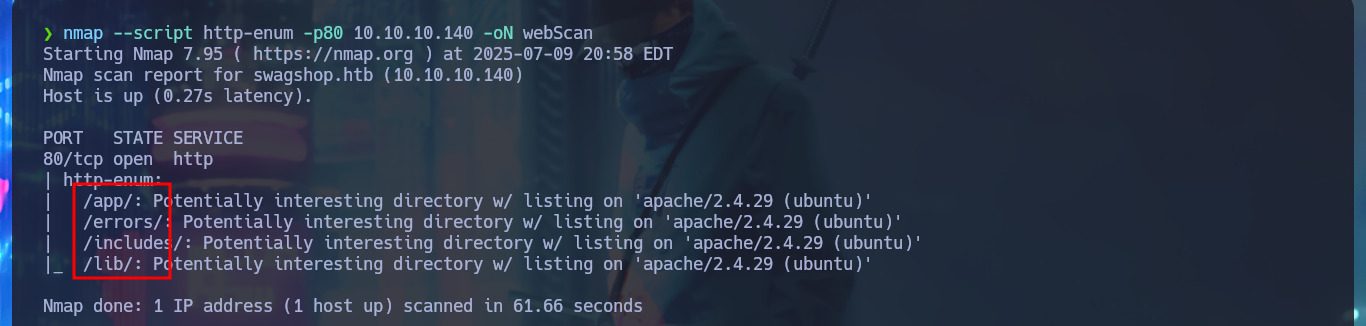 ❯ nmap --script http-enum -p80 10.10.10.140 -oN webScan
Starting Nmap 7.95 ( https://nmap.org ) at 2025-07-09 20:58 EDT
Nmap scan report for swagshop.htb (10.10.10.140)
Host is up (0.27s latency).
PORT   STATE SERVICE
80/tcp open  http
| http-enum:
|   /app/: Potentially interesting directory w/ listing on 'apache/2.4.29 (ubuntu)'
|   /errors/: Potentially interesting directory w/ listing on 'apache/2.4.29 (ubuntu)'
|   /includes/: Potentially interesting directory w/ listing on 'apache/2.4.29 (ubuntu)'
|_  /lib/: Potentially interesting directory w/ listing on 'apache/2.4.29 (ubuntu)'
Nmap done: 1 IP address (1 host up) scanned in 61.66 seconds